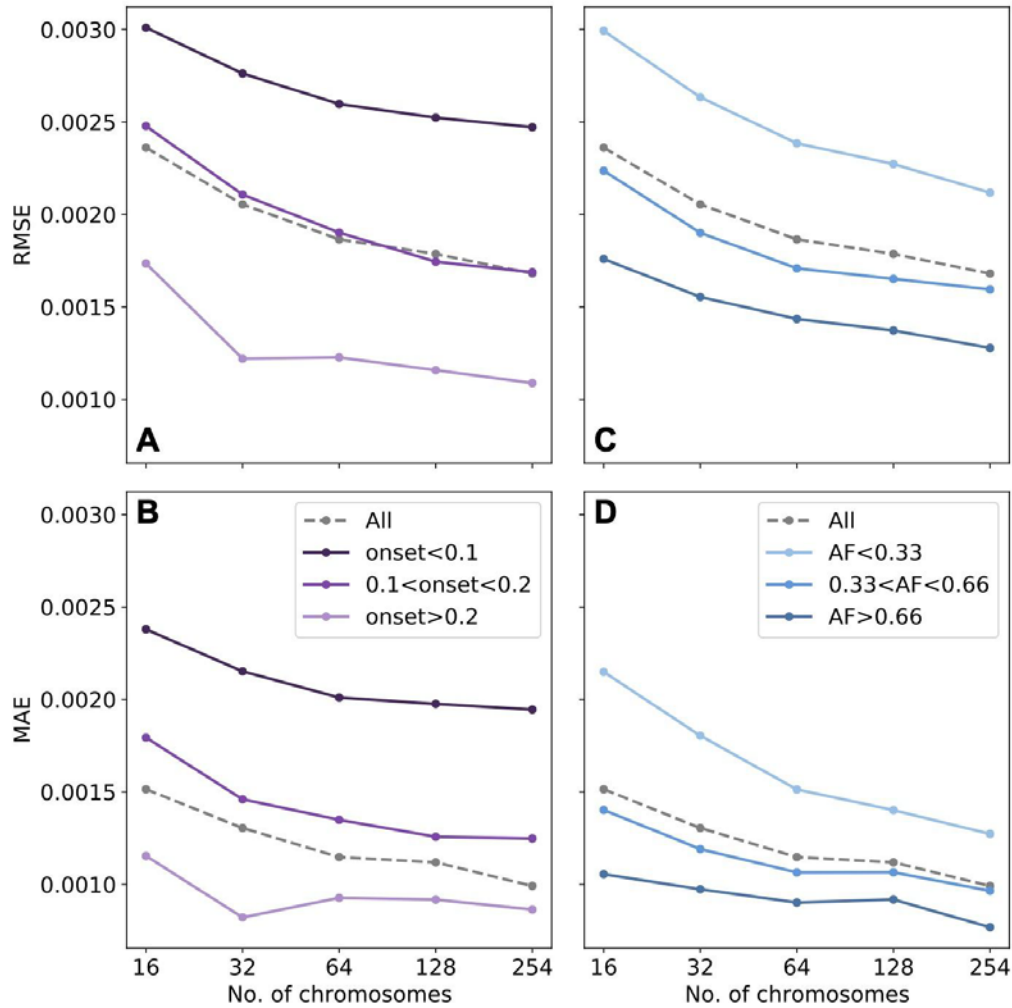 0.0030
0.0025
0.0020
0.0015
0.0010
RMSE
A
C
0.0030
0.0025
0.0020
0.0015
0.0010
MAE
B
All
onset<0.1
0.1<onset<0.2
onset>0.2
D
All
AF<0.33
0.33<AF<0.66
AF>0.66
16 32 64 128 254
No. of chromosomes
16 32 64 128 254
No. of chromosomes